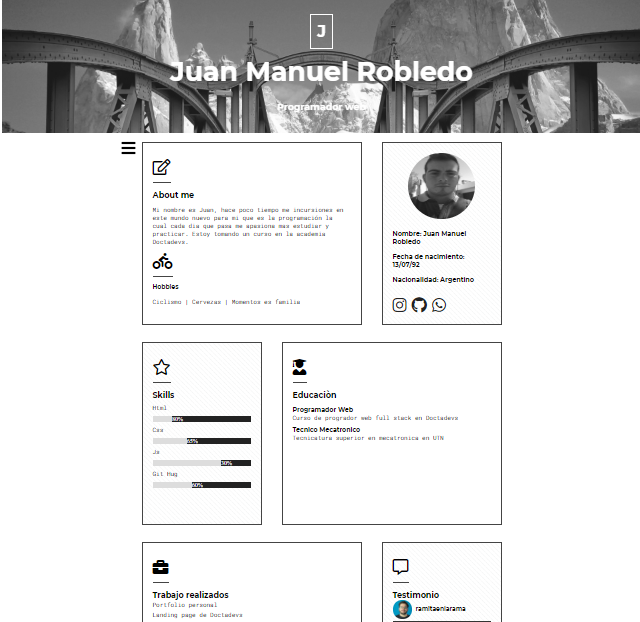 J
Juan Manuel Robledo
Programador web
About me
Mi nombre es Juan, hace poco tiempo me incursiones en
este mundo nuevo para mi que es la programación la
cual cada dia que pasa me apasiona mas estudiar y
practicar. Estoy tomando un curso en la academia
Doctadevs.
Hobbies
Ciclismo | Cervezas | Momentos es familia
Nombre: Juan Manuel
Robledo
Fecha de nacimiento:
13/07/92
Nacionalidad: Argentino
Skills
Html
80%
Css
65%
Js
30%
Git Hug
60%
Educaciòn
Programador Web
Curso de progrador web full stack en Doctadevs
Tecnico Mecatronico
Tecnicatura superior en mecatronica en UTN
Trabajo realizados
Portfolio personal
Landing page de Doctadevs
Testimonio
ramitaenlarama